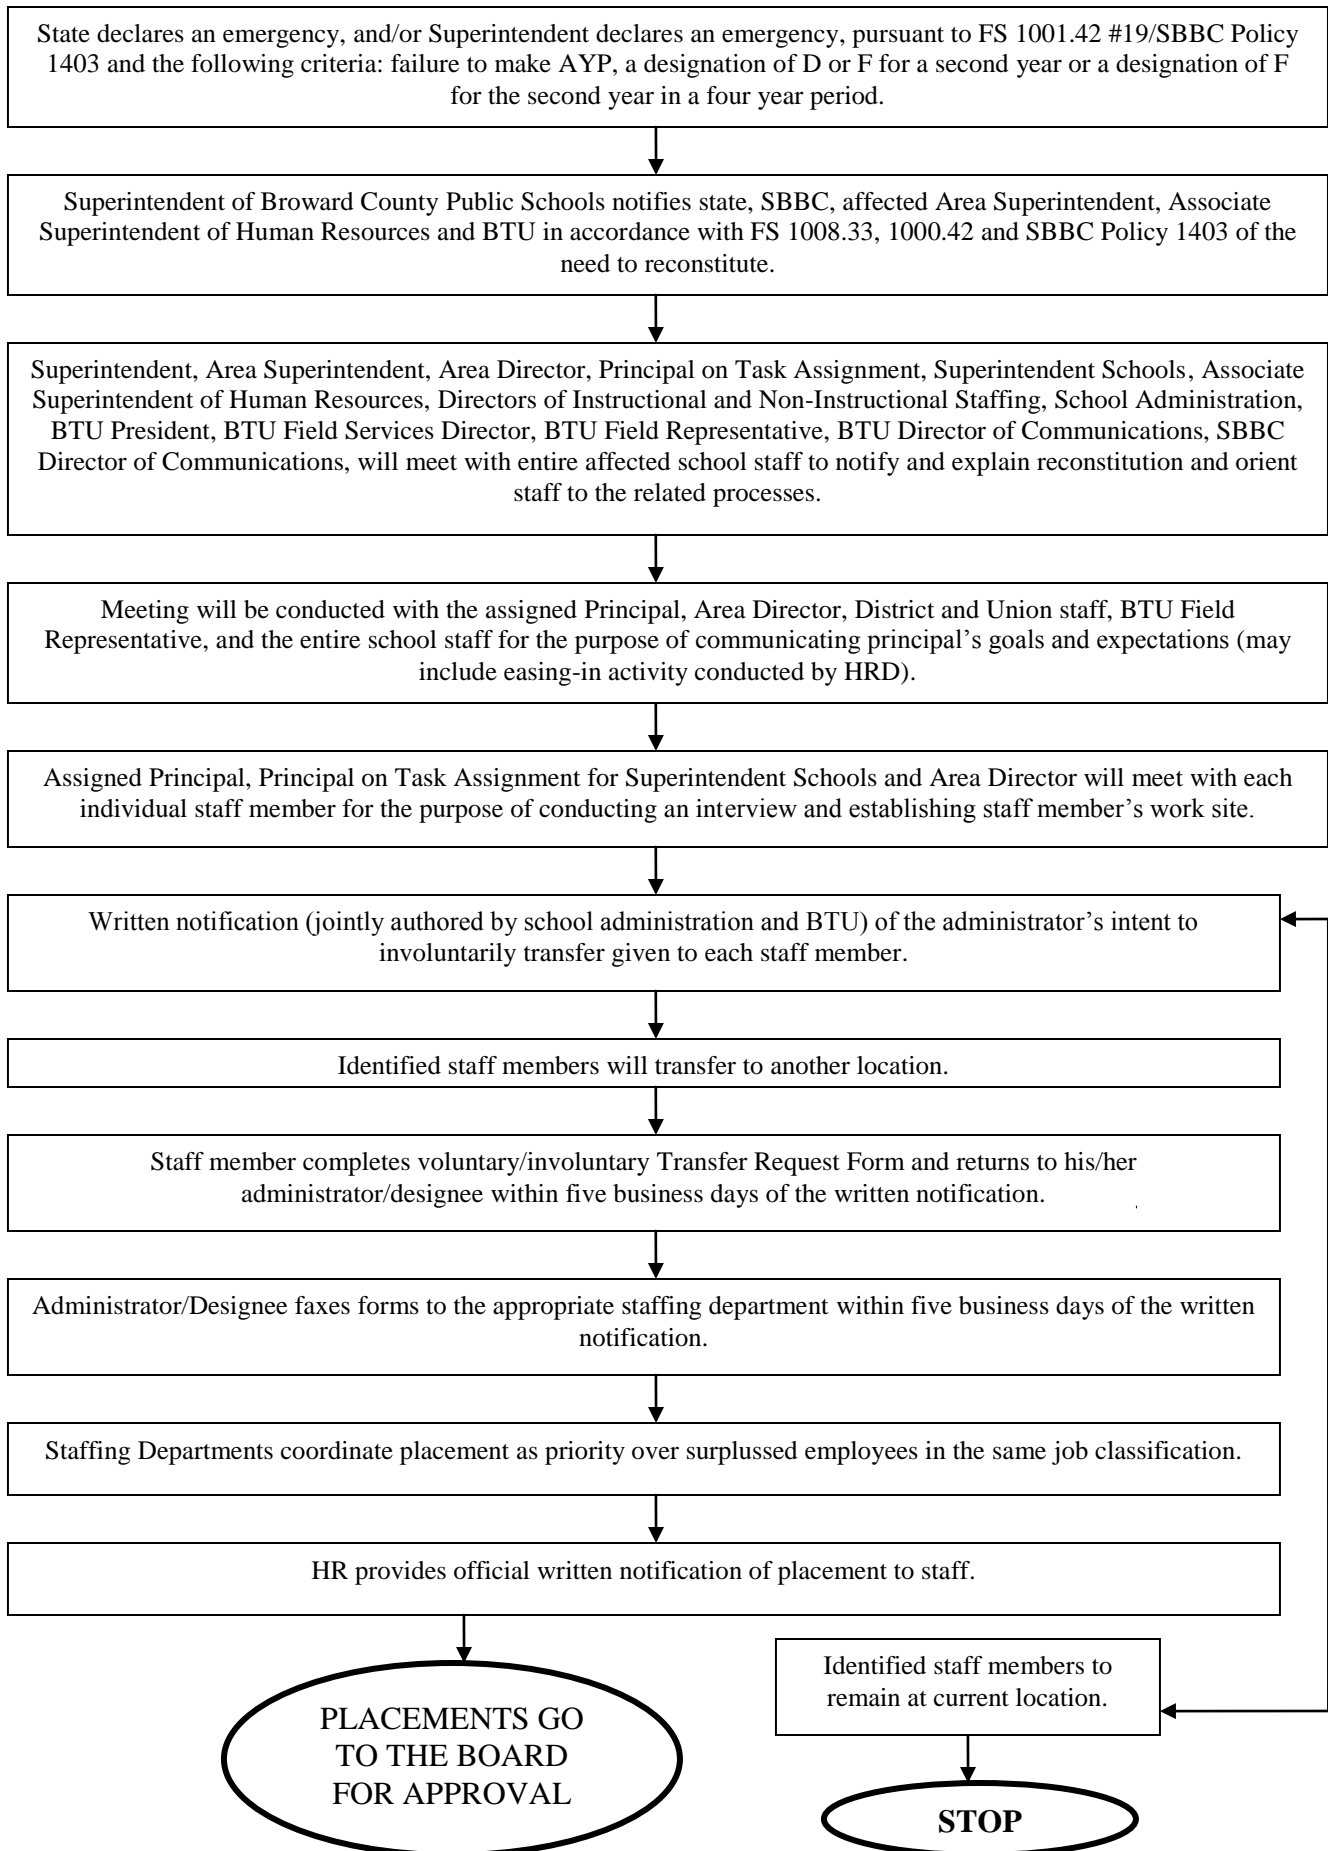 State declares an emergency, and/or Superintendent declares an emergency, pursuant to FS 1001.42 #19/SBBC Policy
1403 and the following criteria: failure to make AYP, a designation of D or F for a second year or a designation of F
for the second year in a four year period.
Superintendent of Broward County Public Schools notifies state, SBBC, affected Area Superintendent, Associate
Superintendent of Human Resources and BTU in accordance with FS 1008.33, 1000.42 and SBBC Policy 1403 of the
need to reconstitute.
Superintendent, Area Superintendent, Area Director, Principal on Task Assignment, Superintendent Schools, Associate
Superintendent of Human Resources, Directors of Instructional and Non-Instructional Staffing, School Administration,
BTU President, BTU Field Services Director, BTU Field Representative, BTU Director of Communications, SBBC
Director of Communications, will meet with entire affected school staff to notify and explain reconstitution and orient
staff to the related processes.
Meeting will be conducted with the assigned Principal, Area Director, District and Union staff, BTU Field
Representative, and the entire school staff for the purpose of communicating principal’s goals and expectations (may
include easing-in activity conducted by HRD).
Assigned Principal, Principal on Task Assignment for Superintendent Schools and Area Director will meet with each
individual staff member for the purpose of conducting an interview and establishing staff member’s work site.
Written notification (jointly authored by school administration and BTU) of the administrator’s intent to
involuntarily transfer given to each staff member.
Identified staff members will transfer to another location.
Staff member completes voluntary/involuntary Transfer Request Form and returns to his/her
administrator/designee within five business days of the written notification.
Administrator/Designee faxes forms to the appropriate staffing department within five business days of the written
notification.
Staffing Departments coordinate placement as priority over surplussed employees in the same job classification.
HR provides official written notification of placement to staff.
Identified staff members to
remain at current location.
PLACEMENTS GO
TO THE BOARD
FOR APPROVAL
STOP